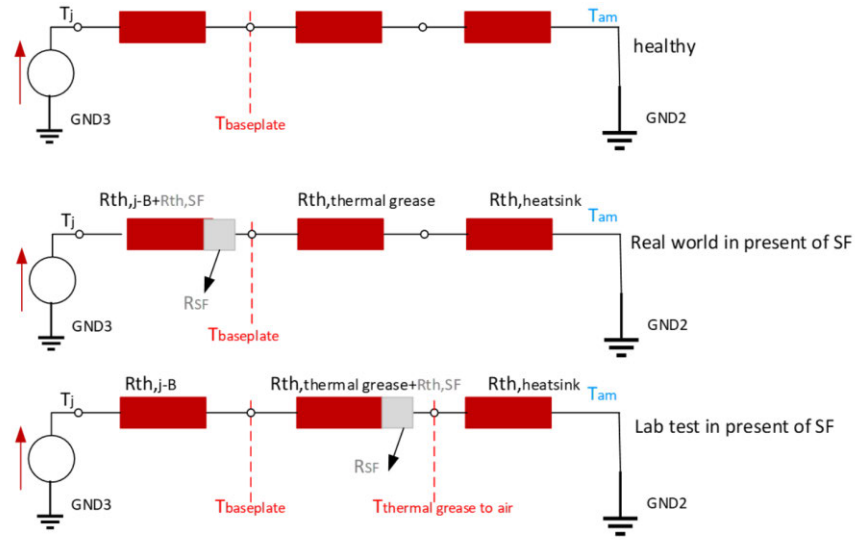 Tj
Tam
healthy
GND3
Tbaseplate
GND2
Rth,j-B+Rth,SF
Rth,thermal grease
Rth,heatsink
Tj
Tam
Real world in present of SF
RSF
GND3
Tbaseplate
GND2
Rth,j-B
Rth,thermal grease+Rth,SF
Rth,heatsink
Tj
Tam
Lab test in present of SF
RSF
GND3
Tbaseplate
Tthermal grease to air
GND2